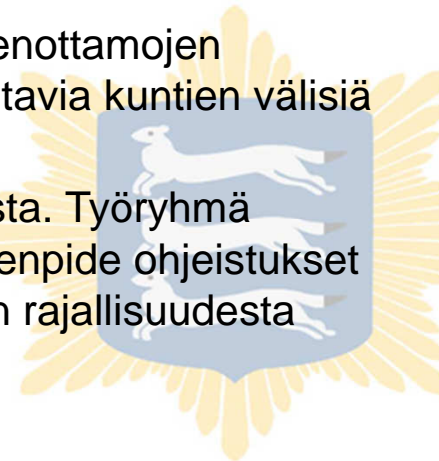 enottamojen
tavia kuntien välisiä
sta. Työryhmä
enpide ohjeistukset
n rajallisuudesta